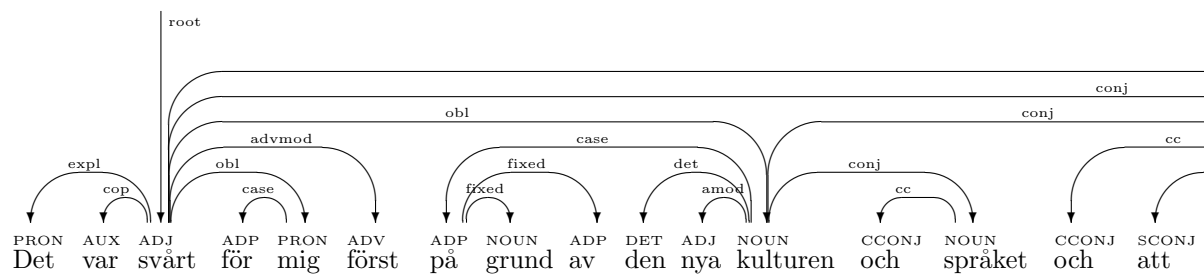 root
conj
obl conj
advmod case cc
expl obl fixed det conj
cop case fixed amod cc
PRON AUX ADJ ADP PRON ADV ADP NOUN ADP DET ADJ NOUN CCONJ NOUN CCONJ SCONJ
Det var svårt för mig först på grund av den nya kulturen och språket och att